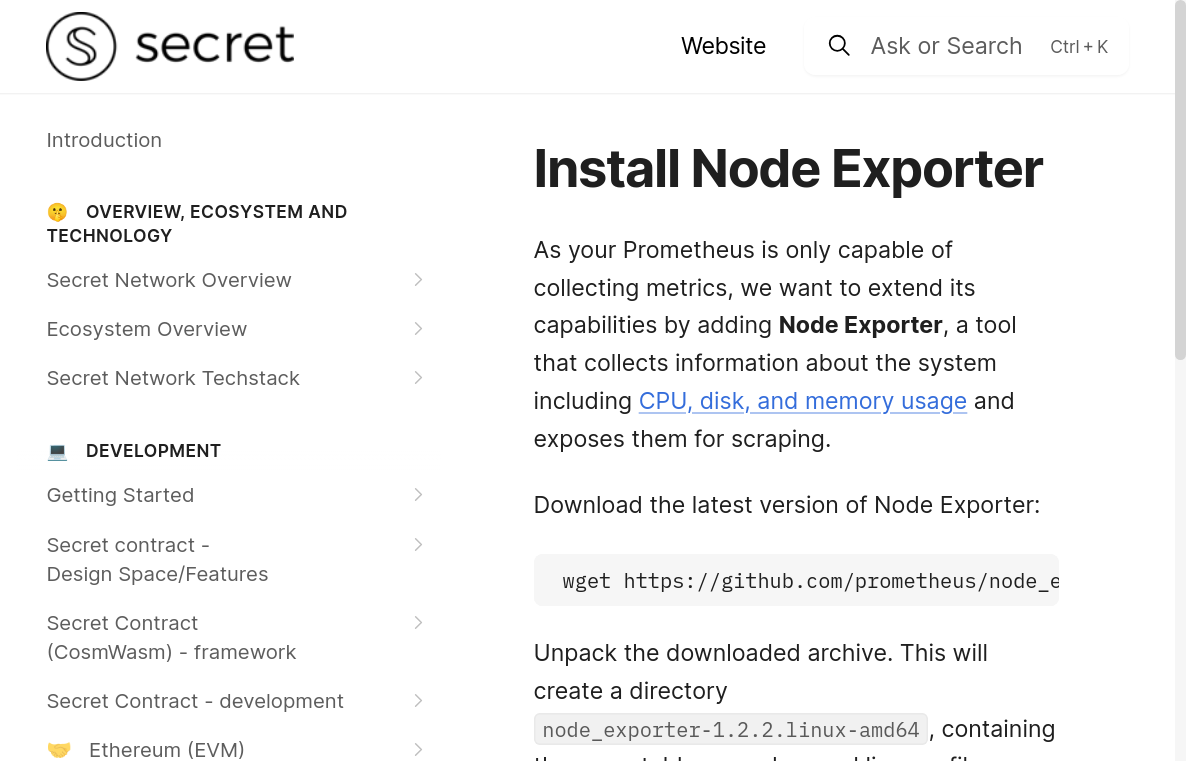 secret
Website
Ask or Search Ctrl + K
Introduction
OVERVIEW, ECOSYSTEM AND
TECHNOLOGY
Secret Network Overview
Ecosystem Overview
Secret Network Techstack
DEVELOPMENT
Getting Started
Secret contract -
Design Space/Features
Secret Contract
(CosmWasm) - framework
Secret Contract - development
Ethereum (EVM)
Install Node Exporter
As your Prometheus is only capable of
collecting metrics, we want to extend its
capabilities by adding Node Exporter, a tool
that collects information about the system
including CPU, disk, and memory usage and
exposes them for scraping.
Download the latest version of Node Exporter:
wget https://github.com/prometheus/node_e
Unpack the downloaded archive. This will
create a directory
node_exporter-1.2.2.linux-amd64, containing